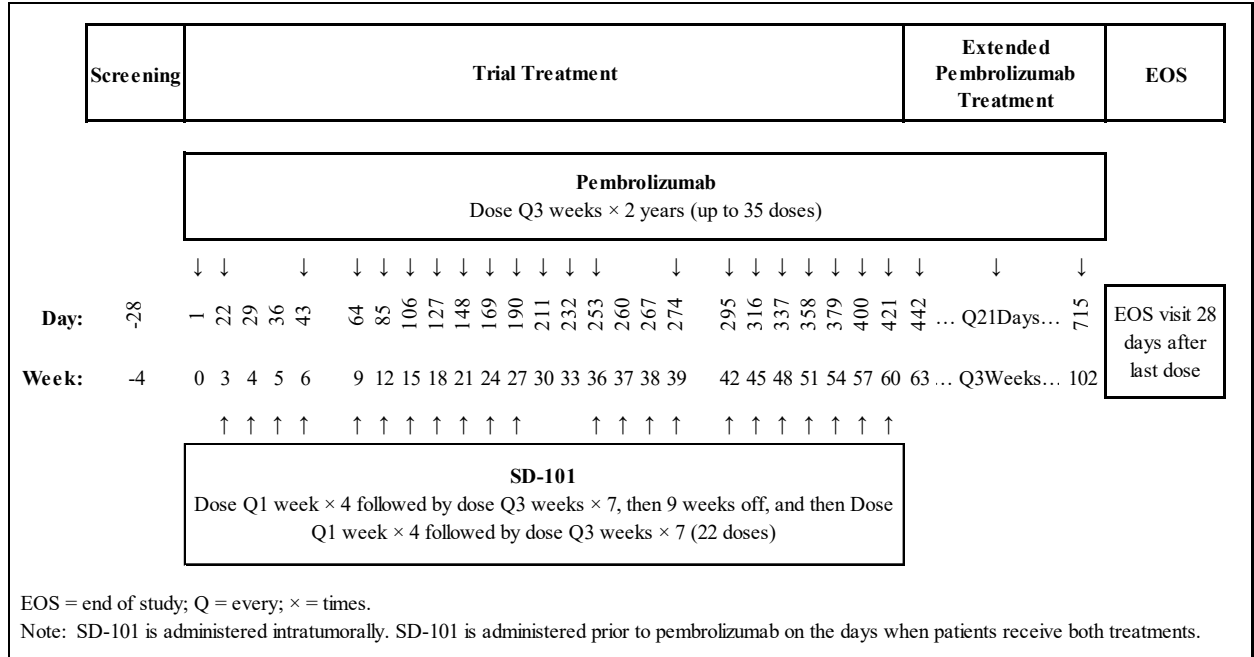 Screening
Trial Treatment
Extended
Pembrolizumab
Treatment
EOS
Pembrolizumab
Dose Q3 weeks × 2 years (up to 35 doses)
↓ ↓ ↓ ↓ ↓ ↓ ↓ ↓ ↓ ↓ ↓ ↓ ↓ ↓ ↓ ↓ ↓ ↓ ↓ ↓ ↓ ↓ ↓ ↓
Day: -28 1 22 29 36 43 64 85 106 127 148 169 190 211 232 253 260 267 274 295 316 337 358 379 400 421 442 … Q21Days… 715
Week: -4 0 3 4 5 6 9 12 15 18 21 24 27 30 33 36 37 38 39 42 45 48 51 54 57 60 63 … Q3Weeks… 102
↑ ↑ ↑ ↑ ↑ ↑ ↑ ↑ ↑ ↑ ↑ ↑ ↑ ↑ ↑ ↑ ↑ ↑ ↑ ↑ ↑ ↑
EOS visit 28
days after
last dose
SD-101
Dose Q1 week × 4 followed by dose Q3 weeks × 7, then 9 weeks off, and then Dose
Q1 week × 4 followed by dose Q3 weeks × 7 (22 doses)
EOS = end of study; Q = every; × = times.
Note: SD-101 is administered intratumorally. SD-101 is administered prior to pembrolizumab on the days when patients receive both treatments.